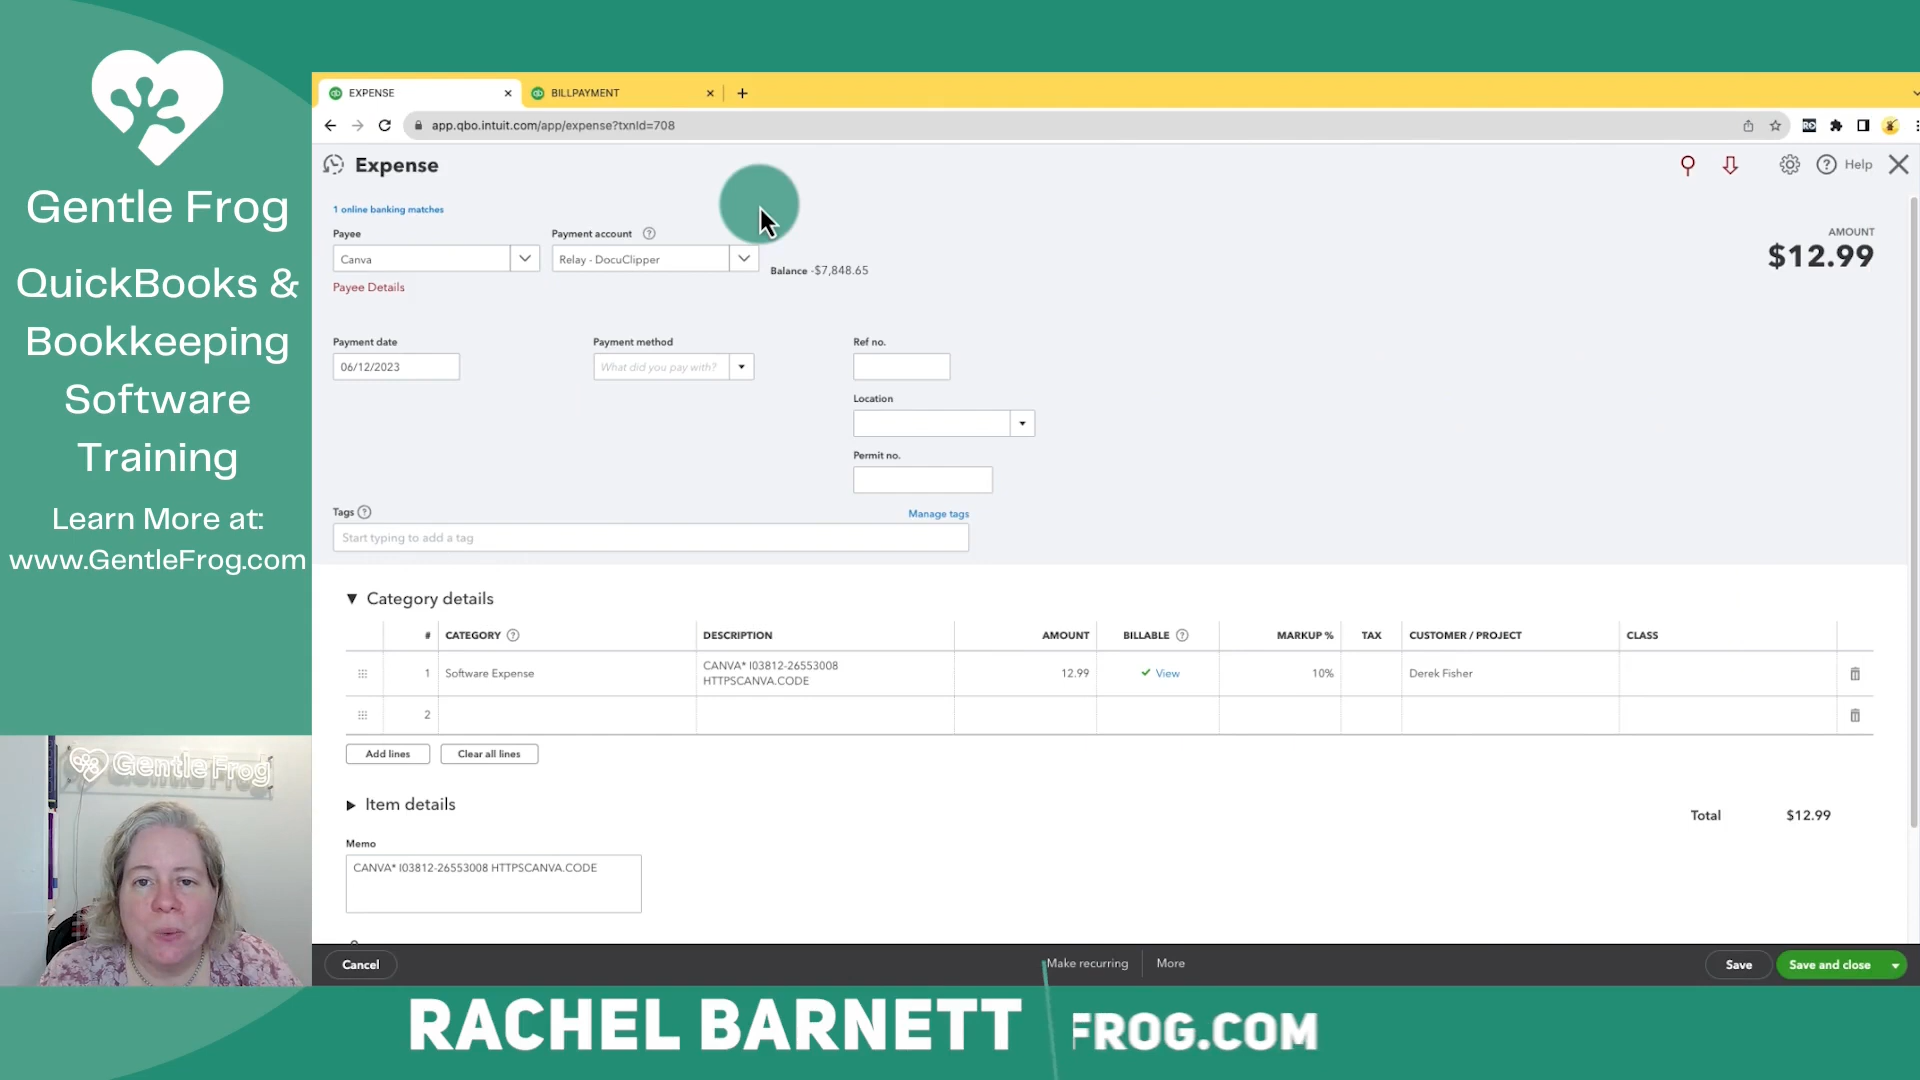 Gentle Frog
QuickBooks &
Bookkeeping
Software
Training
Learn More at:
www.GentleFrog.com
EXPENSE
BILLPAYMENT
app.qbo.intuit.com/app/expense?txnId=708
Expense
Help
1 online banking matches
Payee
Payment account
AMOUNT
Canva
Relay - DocuClipper
Balance -$7,848.65
$12.99
Payee Details
Payment date
Payment method
Ref no.
06/12/2023
What did you pay with?
Location
Permit no.
Tags
Manage tags
Start typing to add a tag
Category details
# CATEGORY DESCRIPTION AMOUNT BILLABLE MARKUP % TAX CUSTOMER / PROJECT CLASS
1 Software Expense CANVA* I03812-26553008 12.99 View 10% Derek Fisher
HTTPSCANVA.CODE
2
Add lines
Clear all lines
Item details
Total $12.99
Memo
CANVA* I03812-26553008 HTTPSCANVA.CODE
Cancel
Make recurring
More
Save
Save and close
Gentle Frog
RACHEL BARNETT
FROG.COM